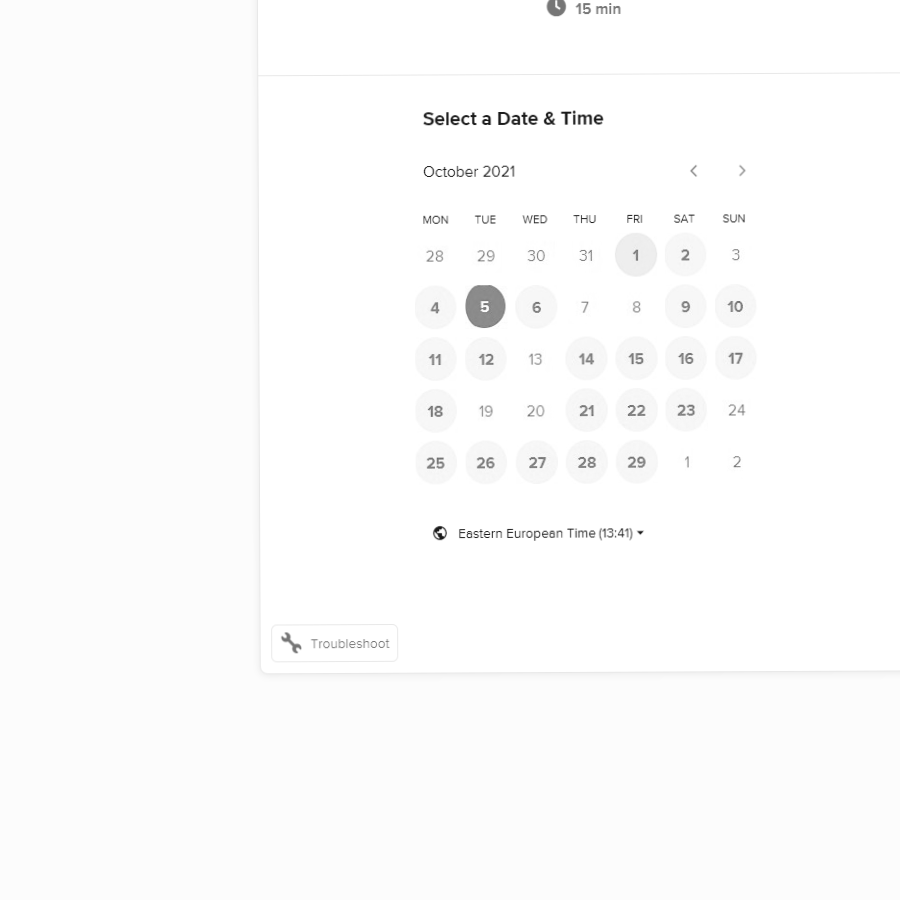 15 min
Select a Date & Time
October 2021
MON TUE WED THU FRI SAT SUN
28 29 30 31 1 2 3
4 5 6 7 8 9 10
11 12 13 14 15 16 17
18 19 20 21 22 23 24
25 26 27 28 29 1 2
Eastern European Time (13:41)
Troubleshoot